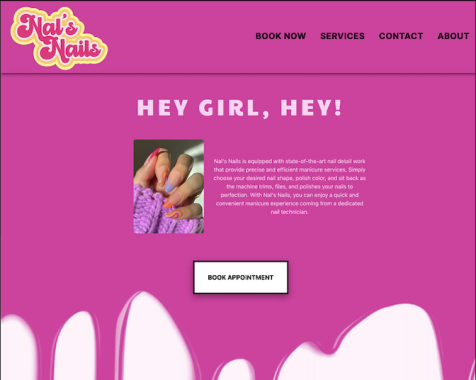 Nal's
Nails
BOOK NOW SERVICES CONTACT ABOUT
HEY GIRL, HEY!
Nal's Nails is equipped with state-of-the-art nail detail work
that provide precise and efficient manicure services. Simply
choose your desired nail shape, polish color, and sit back as
the machine trims, files, and polishes your nails to
perfection. With Nal's Nails, you can enjoy a quick and
convenient manicure experience coming from a dedicated
nail technician.
BOOK APPOINTMENT